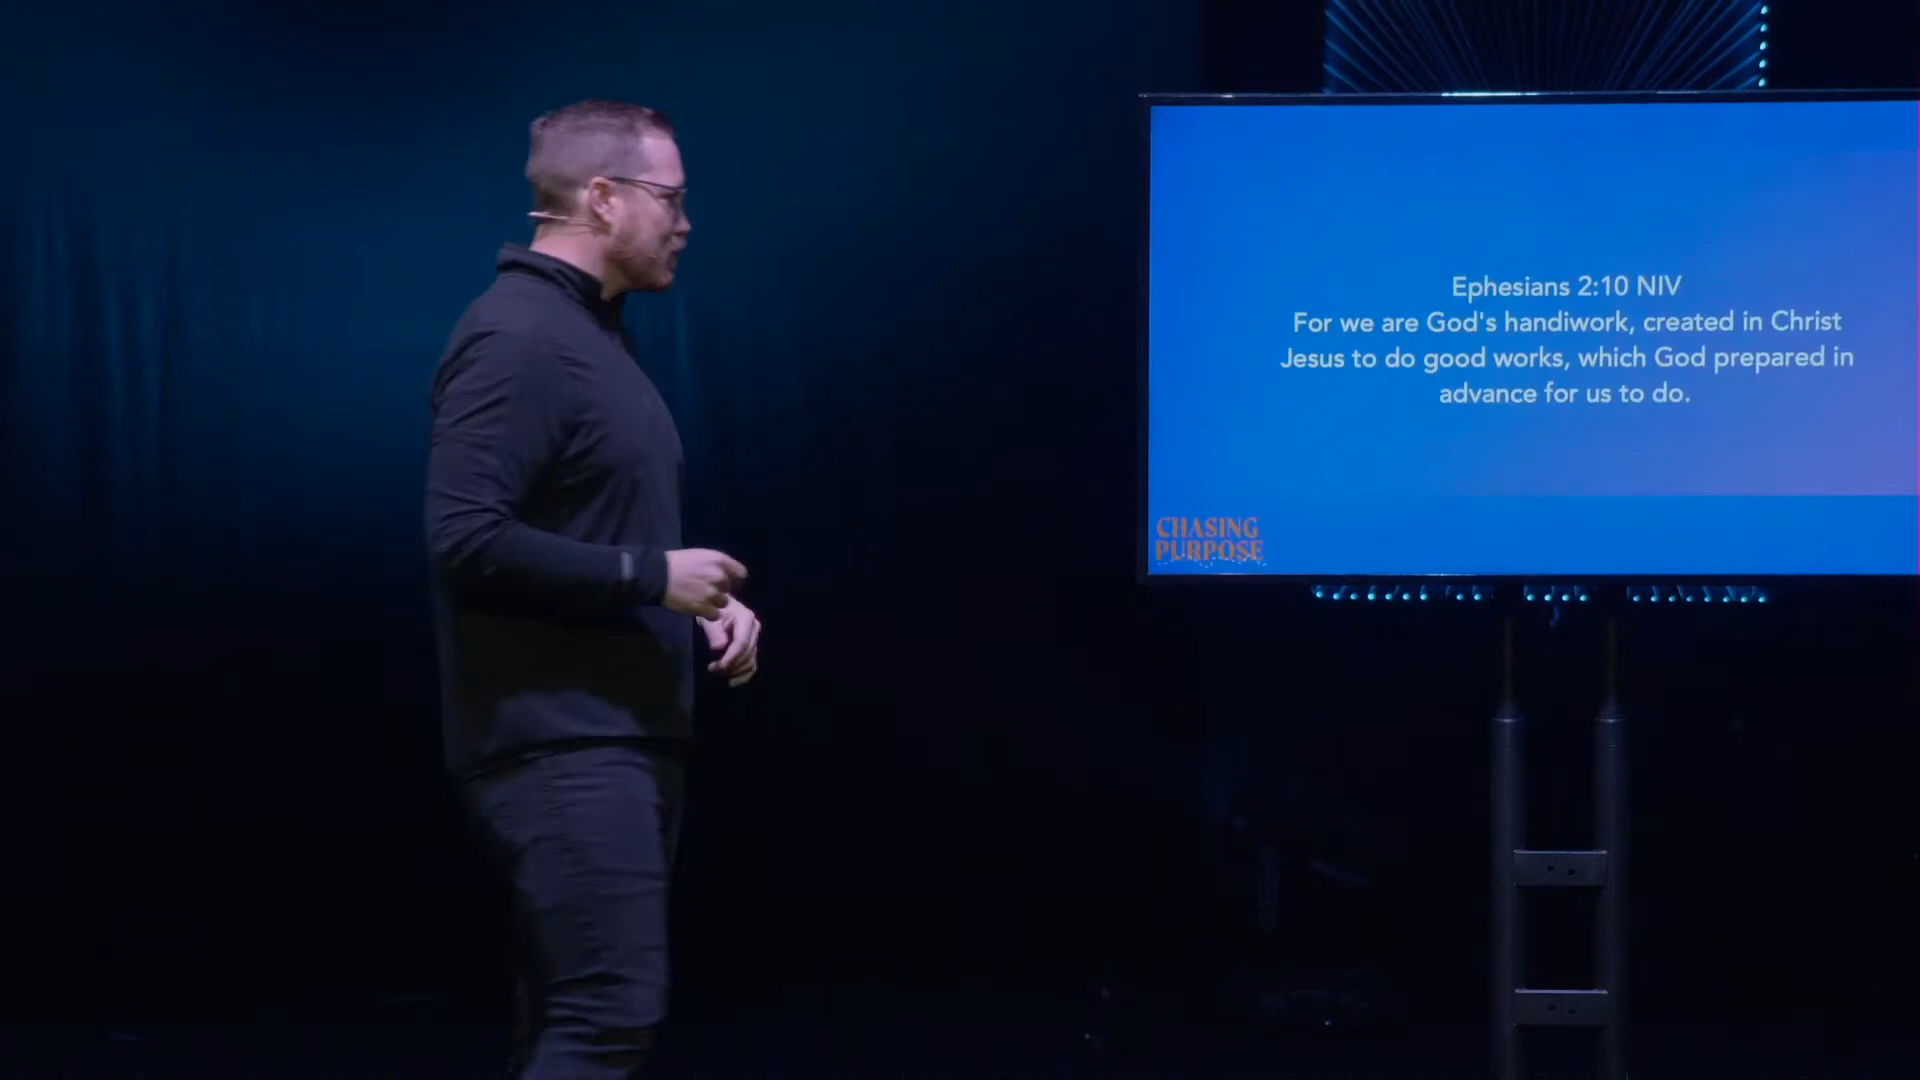 Ephesians 2:10 NIV
For we are God's handiwork, created in Christ
Jesus to do good works, which God prepared in
advance for us to do.
CHASING
PURPOSE